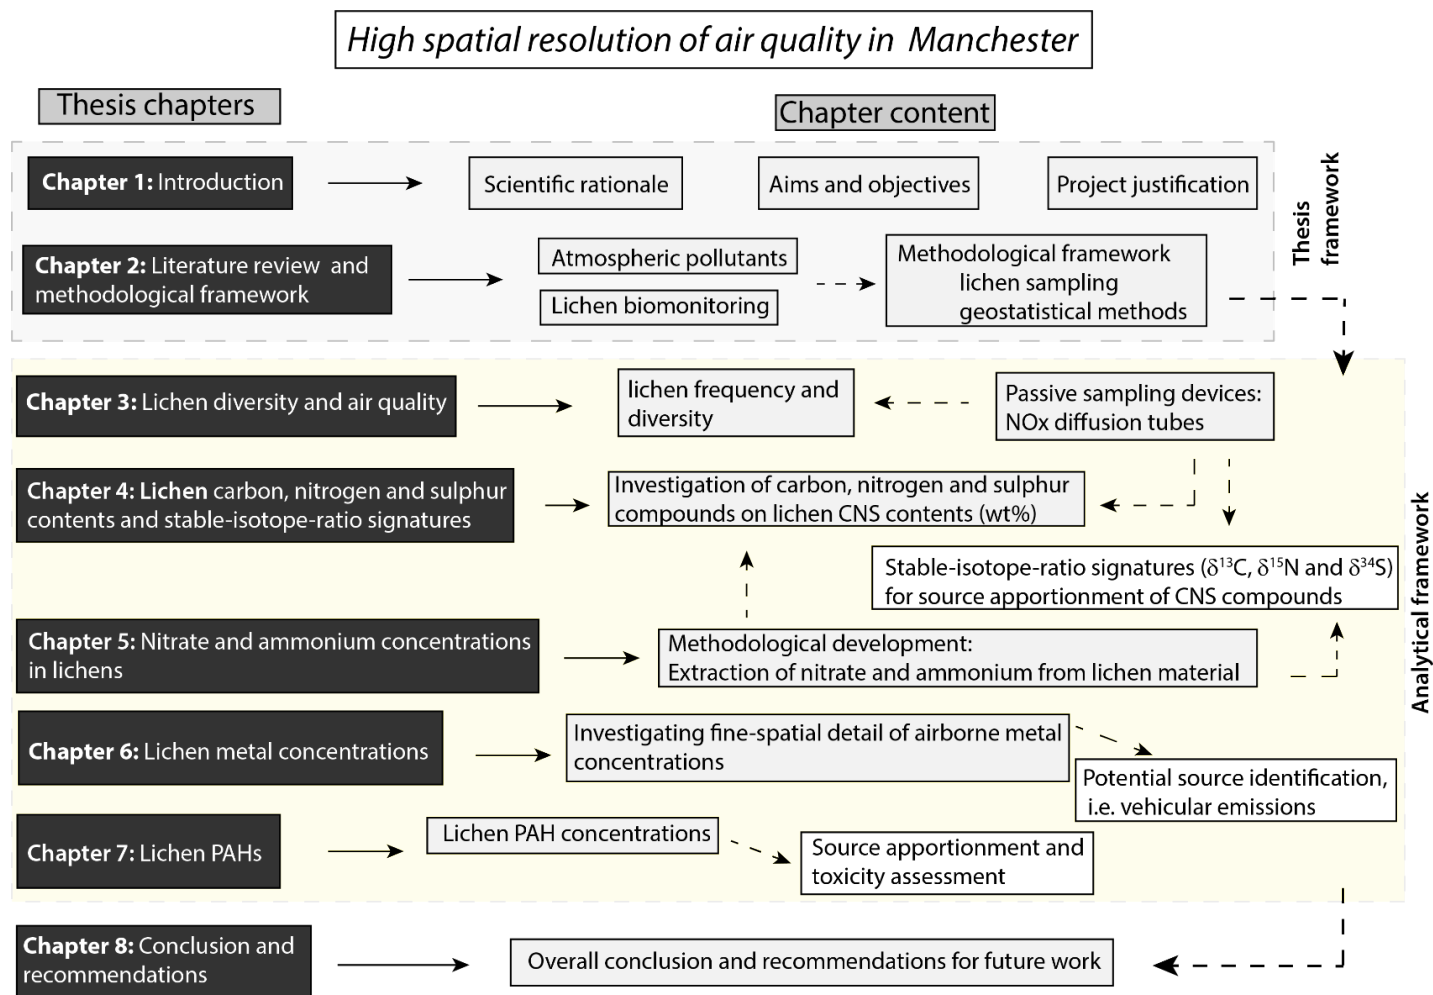 High spatial resolution of air quality in Manchester
Thesis chapters
Chapter content
Chapter 1: Introduction
Scientific rationale
Aims and objectives
Project justification
Thesis
framework
Chapter 2: Literature review and
methodological framework
Atmospheric pollutants
Lichen biomonitoring
Methodological framework
lichen sampling
geostatistical methods
Chapter 3: Lichen diversity and air quality
lichen frequency and
diversity
Passive sampling devices:
NOx diffusion tubes
Chapter 4: Lichen carbon, nitrogen and sulphur
contents and stable-isotope-ratio signatures
Investigation of carbon, nitrogen and sulphur
compounds on lichen CNS contents (wt%)
Stable-isotope-ratio signatures (δ¹³C, δ¹⁵N and δ³⁴S)
for source apportionment of CNS compounds
Analytical framework
Chapter 5: Nitrate and ammonium concentrations
in lichens
Methodological development:
Extraction of nitrate and ammonium from lichen material
Chapter 6: Lichen metal concentrations
Investigating fine-spatial detail of airborne metal
concentrations
Potential source identification,
i.e. vehicular emissions
Chapter 7: Lichen PAHs
Lichen PAH concentrations
Source apportionment and
toxicity assessment
Chapter 8: Conclusion and
recommendations
Overall conclusion and recommendations for future work